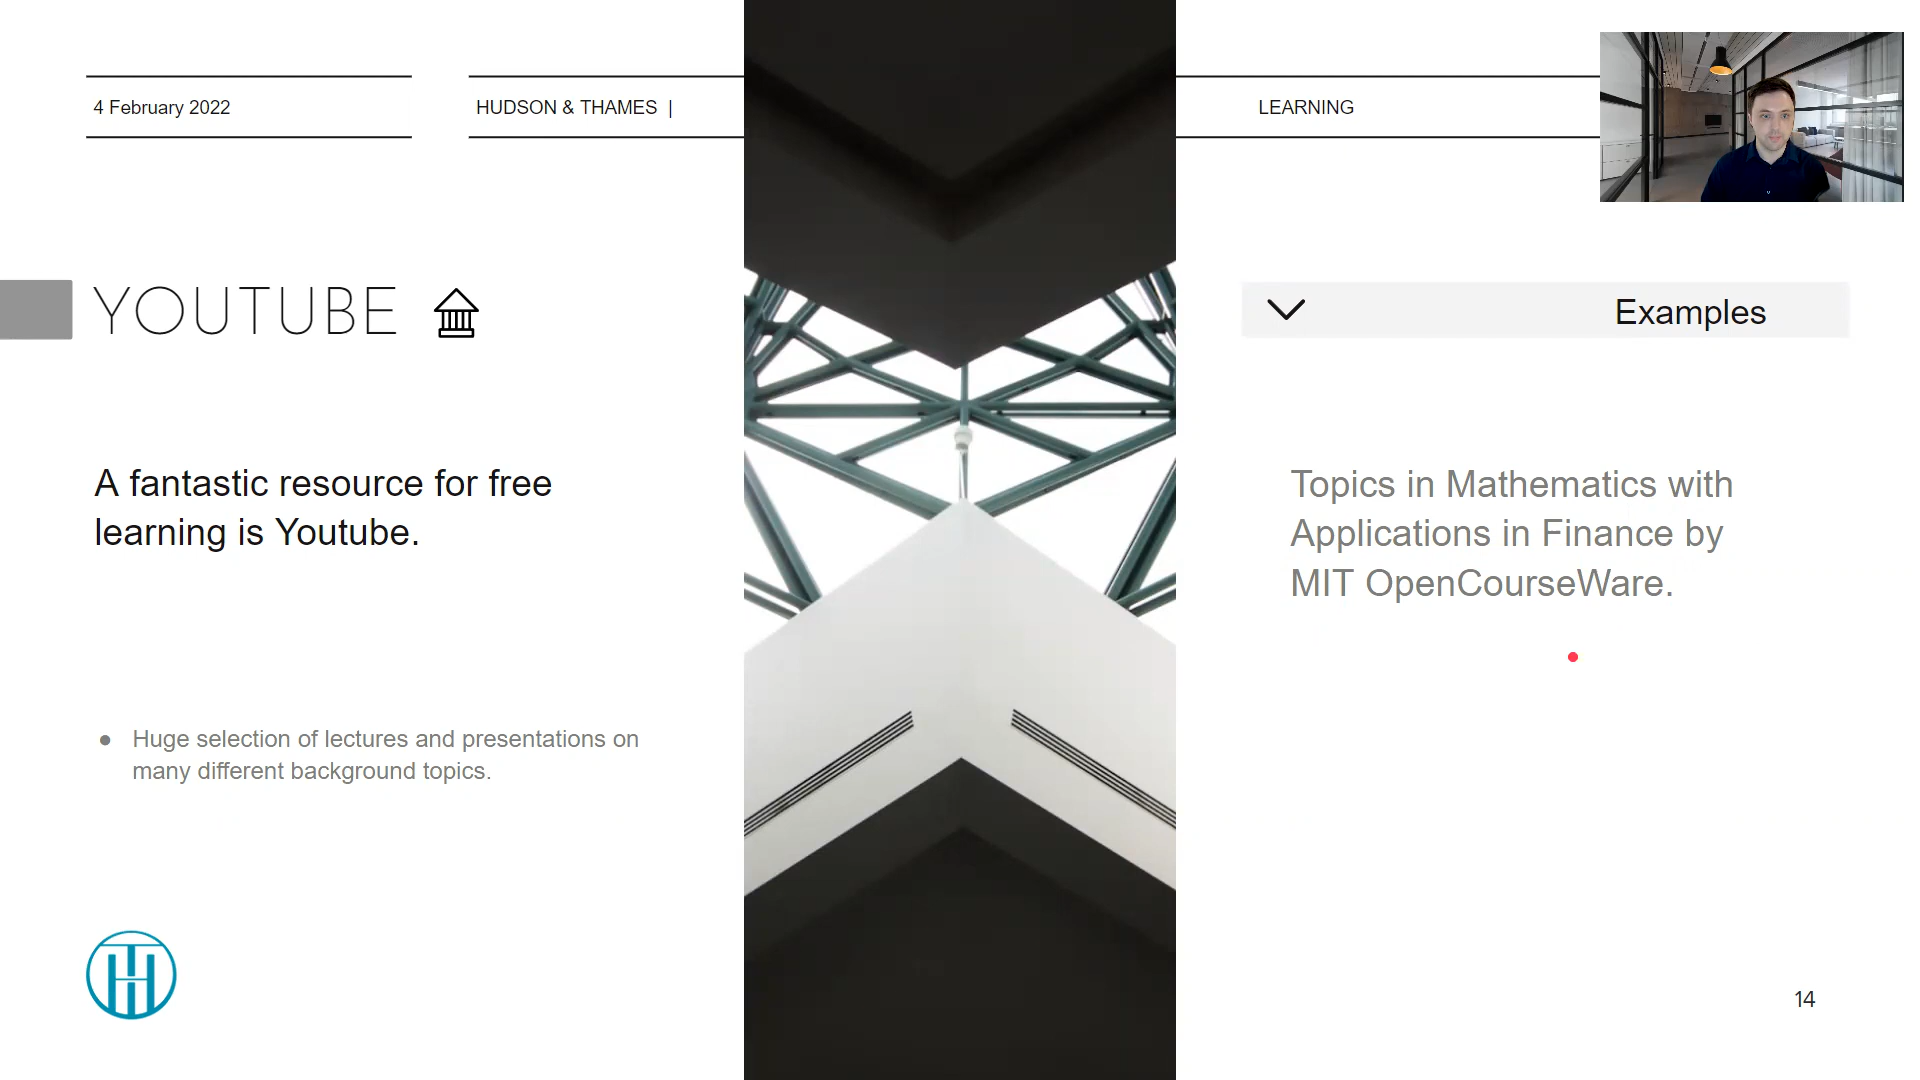 4 February 2022
HUDSON & THAMES |
LEARNING
YOUTUBE
Examples
A fantastic resource for free
learning is Youtube.
Topics in Mathematics with
Applications in Finance by
MIT OpenCourseWare.
● Huge selection of lectures and presentations on
many different background topics.
14